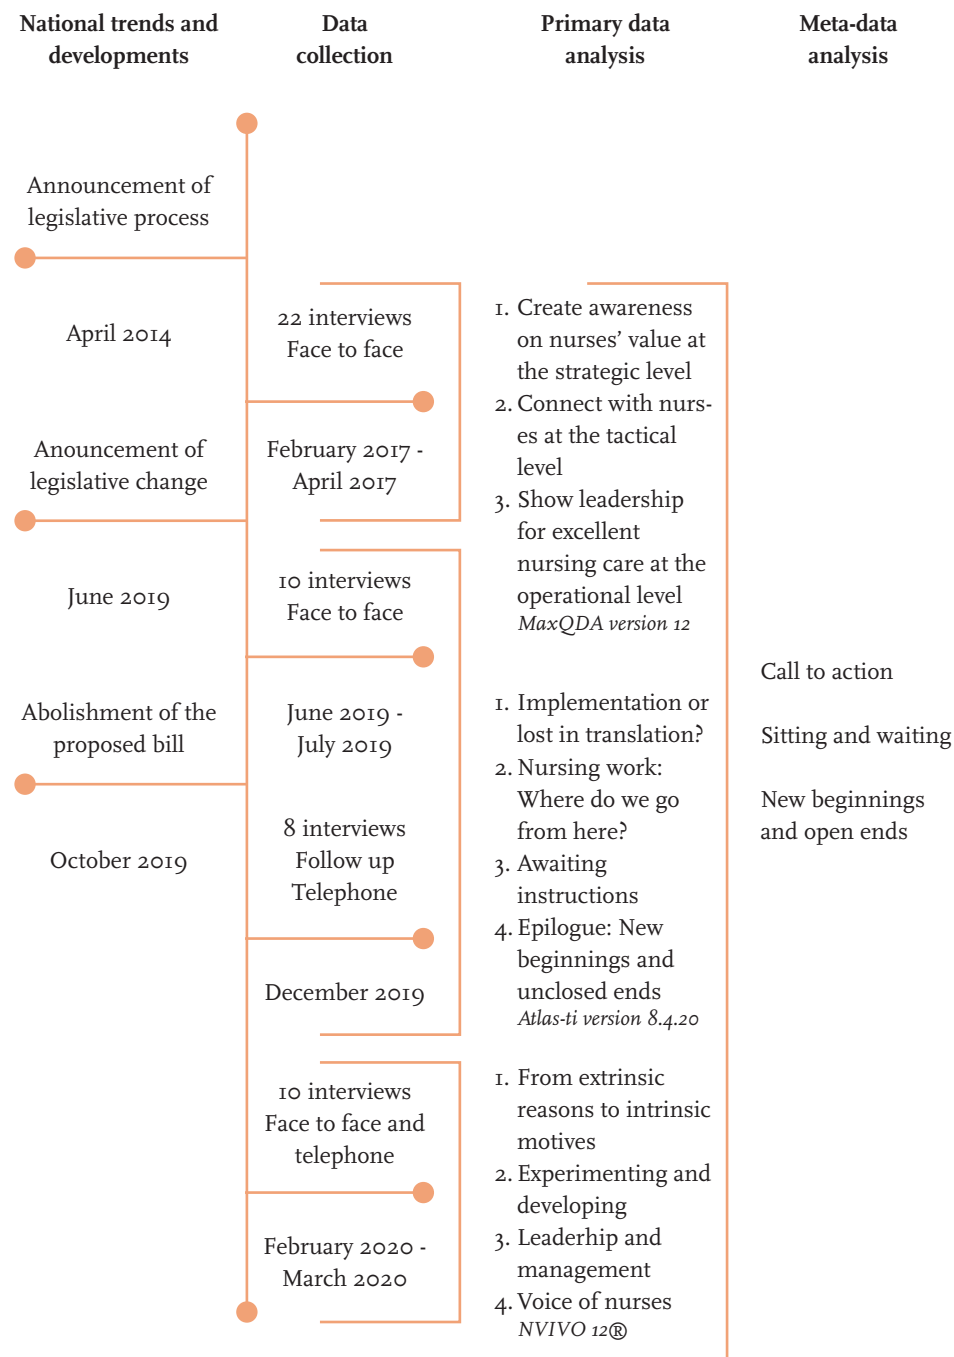 National trends and
developments
Data
collection
Primary data
analysis
Meta-data
analysis
Announcement of
legislative process
April 2014
Anouncement of
legislative change
June 2019
Abolishment of the
proposed bill
October 2019
22 interviews
Face to face
February 2017 -
April 2017
10 interviews
Face to face
June 2019 -
July 2019
8 interviews
Follow up
Telephone
December 2019
10 interviews
Face to face and
telephone
February 2020 -
March 2020
1. Create awareness
on nurses’ value at
the strategic level
2. Connect with nurs-
es at the tactical
level
3. Show leadership
for excellent
nursing care at the
operational level
MaxQDA version 12
1. Implementation or
lost in translation?
2. Nursing work:
Where do we go
from here?
3. Awaiting
instructions
4. Epilogue: New
beginnings and
unclosed ends
Atlas-ti version 8.4.20
1. From extrinsic
reasons to intrinsic
motives
2. Experimenting and
developing
3. Leaderhip and
management
4. Voice of nurses
NVIVO 12®
Call to action
Sitting and waiting
New beginnings
and open ends